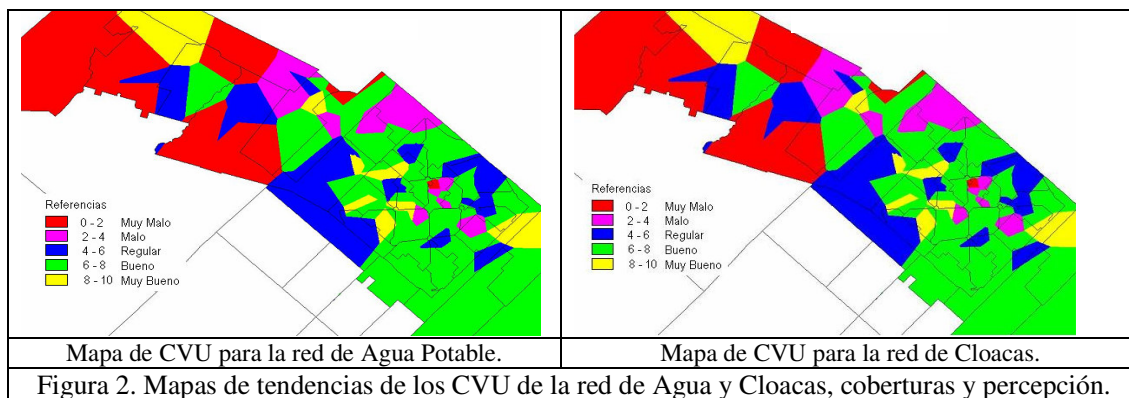 Referencias
0 - 2 Muy Malo
2 - 4 Malo
4 - 6 Regular
6 - 8 Bueno
8 - 10 Muy Bueno
Referencias
0 - 2 Muy Malo
2 - 4 Malo
4 - 6 Regular
6 - 8 Bueno
8 - 10 Muy Bueno
Mapa de CVU para la red de Agua Potable.
Mapa de CVU para la red de Cloacas.
Figura 2. Mapas de tendencias de los CVU de la red de Agua y Cloacas, coberturas y percepción.